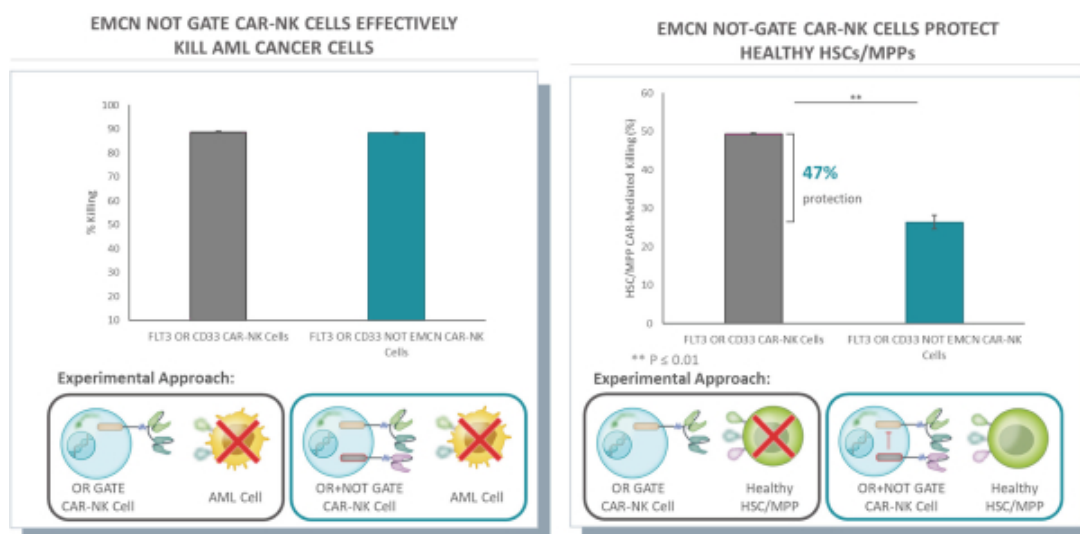 EMCN NOT GATE CAR-NK CELLS EFFECTIVELY
KILL AML CANCER CELLS
100
90
80
70
60
50
40
30
20
10
% Killing
FLT3 OR CD33 CAR-NK Cells
FLT3 OR CD33 NOT EMCN CAR-NK
Cells
Experimental Approach:
OR GATE
CAR-NK Cell
AML Cell
OR+NOT GATE
CAR-NK Cell
AML Cell
EMCN NOT-GATE CAR-NK CELLS PROTECT
HEALTHY HSCs/MPPs
60
50
40
30
20
10
0
HSC/MPP CAR-Mediated Killing (%)
**
47%
protection
FLT3 OR CD33 CAR-NK Cells
FLT3 OR CD33 NOT EMCN CAR-NK
Cells
** P ≤ 0.01
Experimental Approach:
OR GATE
CAR-NK Cell
Healthy
HSC/MPP
OR+NOT GATE
CAR-NK Cell
Healthy
HSC/MPP